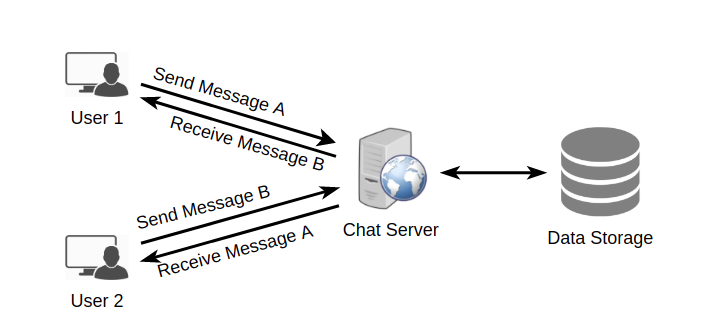 Send Message A
User 1
Receive Message B
Send Message B
Chat Server
Receive Message A
Data Storage
User 2